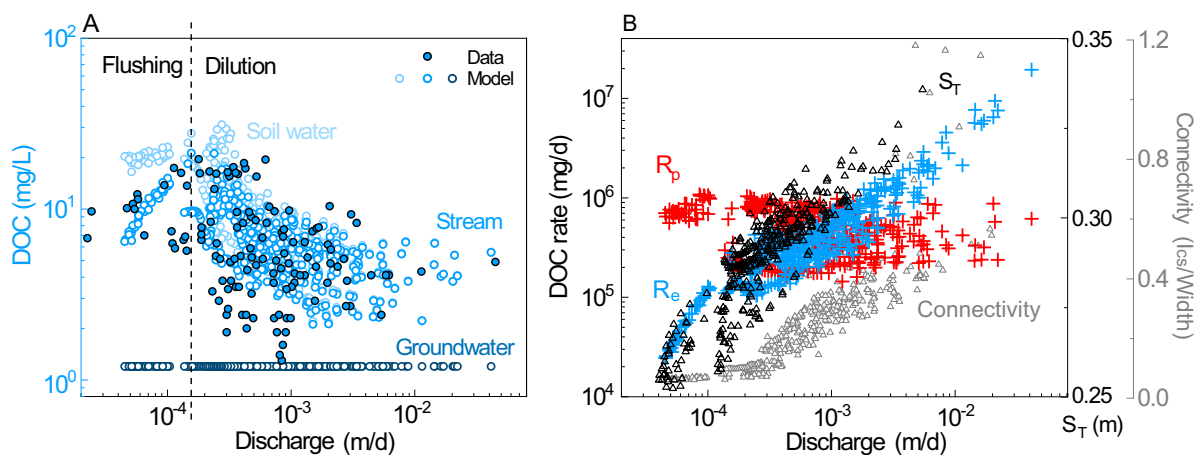 A
B
10²
10¹
10⁰
DOC (mg/L)
Flushing
Dilution
Data
Model
Soil water
Stream
Groundwater
10⁻⁴
10⁻³
10⁻²
Discharge (m/d)
10⁷
10⁶
10⁵
10⁴
DOC rate (mg/d)
S_T
R_p
R_e
Connectivity
10⁻⁴
10⁻³
10⁻²
Discharge (m/d)
0.35
0.30
0.25
S_T (m)
1.2
0.8
0.4
0.0
Connectivity (Ics/Width)